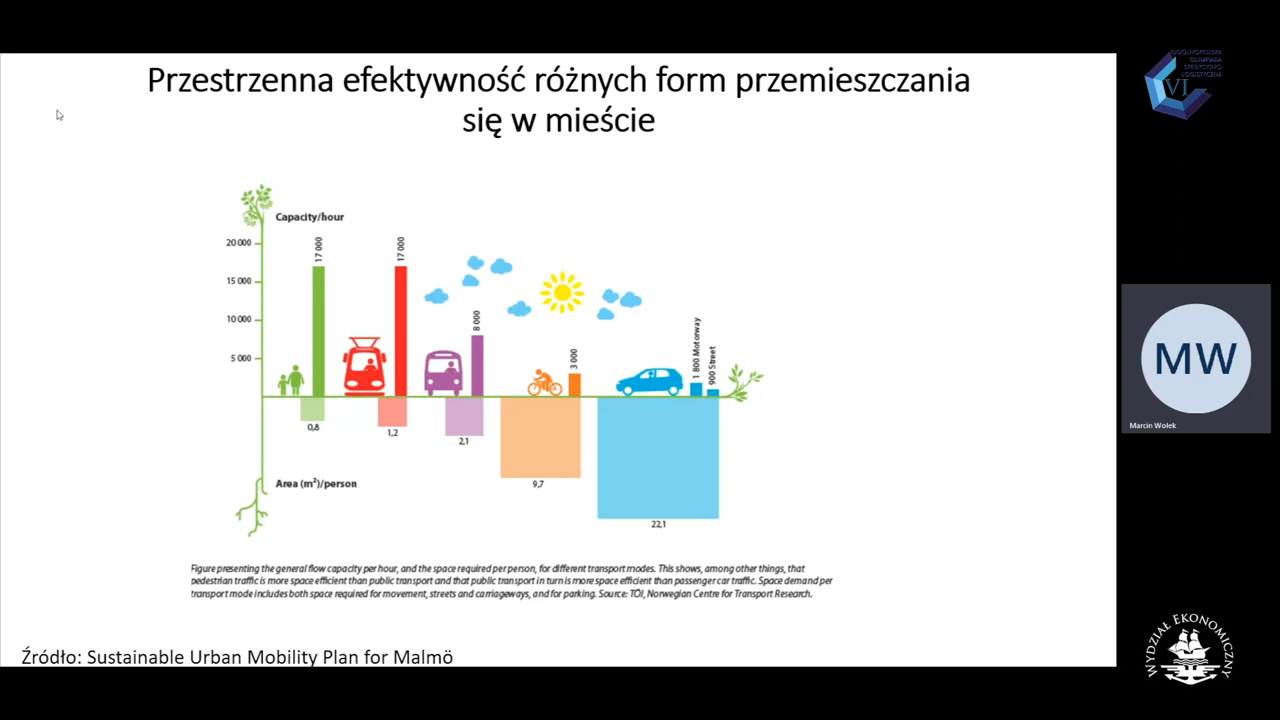 Przestrzenna efektywność różnych form przemieszczania
się w mieście
OGÓLNOPOLSKA
OLIMPIADA
SPEDYCYJNO
LOGISTYCZNA
VI
Capacity/hour
20 000
15 000
10 000
5 000
17 000
17 000
8 000
3 000
1 800 Motorway
900 Street
0,8
1,2
2,1
9,7
22,1
Area (m²)/person
Figure presenting the general flow capacity per hour, and the space required per person, for different transport modes. This shows, among other things, that
pedestrian traffic is more space efficient than public transport and that public transport in turn is more space efficient than passenger car traffic. Space demand per
transport mode includes both space required for movement, streets and carriageways, and for parking. Source: TÖI, Norwegian Centre for Transport Research.
Źródło: Sustainable Urban Mobility Plan for Malmö
MW
Marcin Wołek
WYDZIAŁ EKONOMICZNY